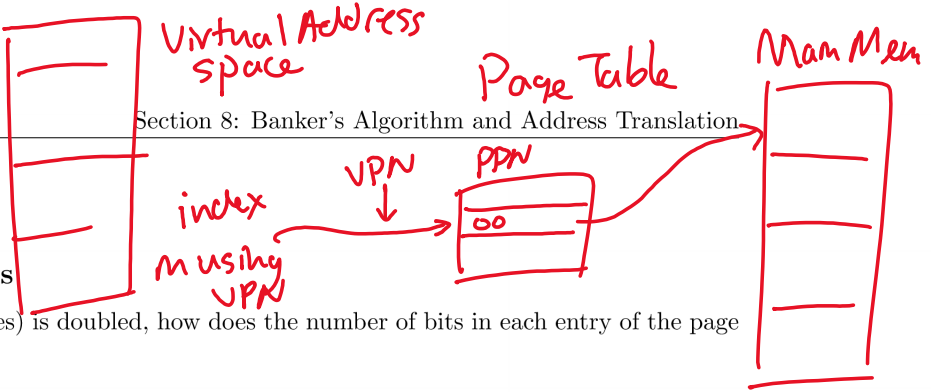 Virtual Address
space
Page Table
Main Mem
Section 8: Banker's Algorithm and Address Translation
VPN
PPN
index
in using
VPN
00
s
es) is doubled, how does the number of bits in each entry of the page